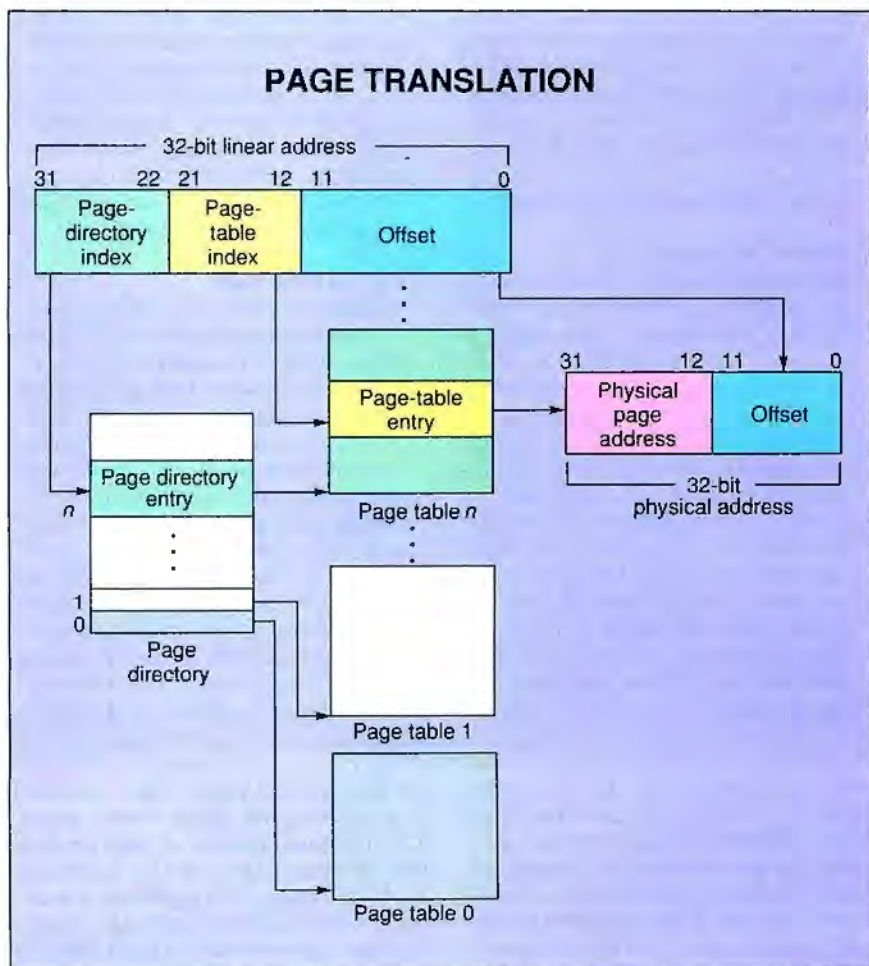 PAGE TRANSLATION
32-bit linear address
31 22 21 12 11 0
Page-
directory
index
Page-
table
index
Offset
31 12 11 0
Physical
page
address
Offset
32-bit
physical address
Page-table
entry
Page table n
Page directory
entry
n
1
0
Page
directory
Page table 1
Page table 0